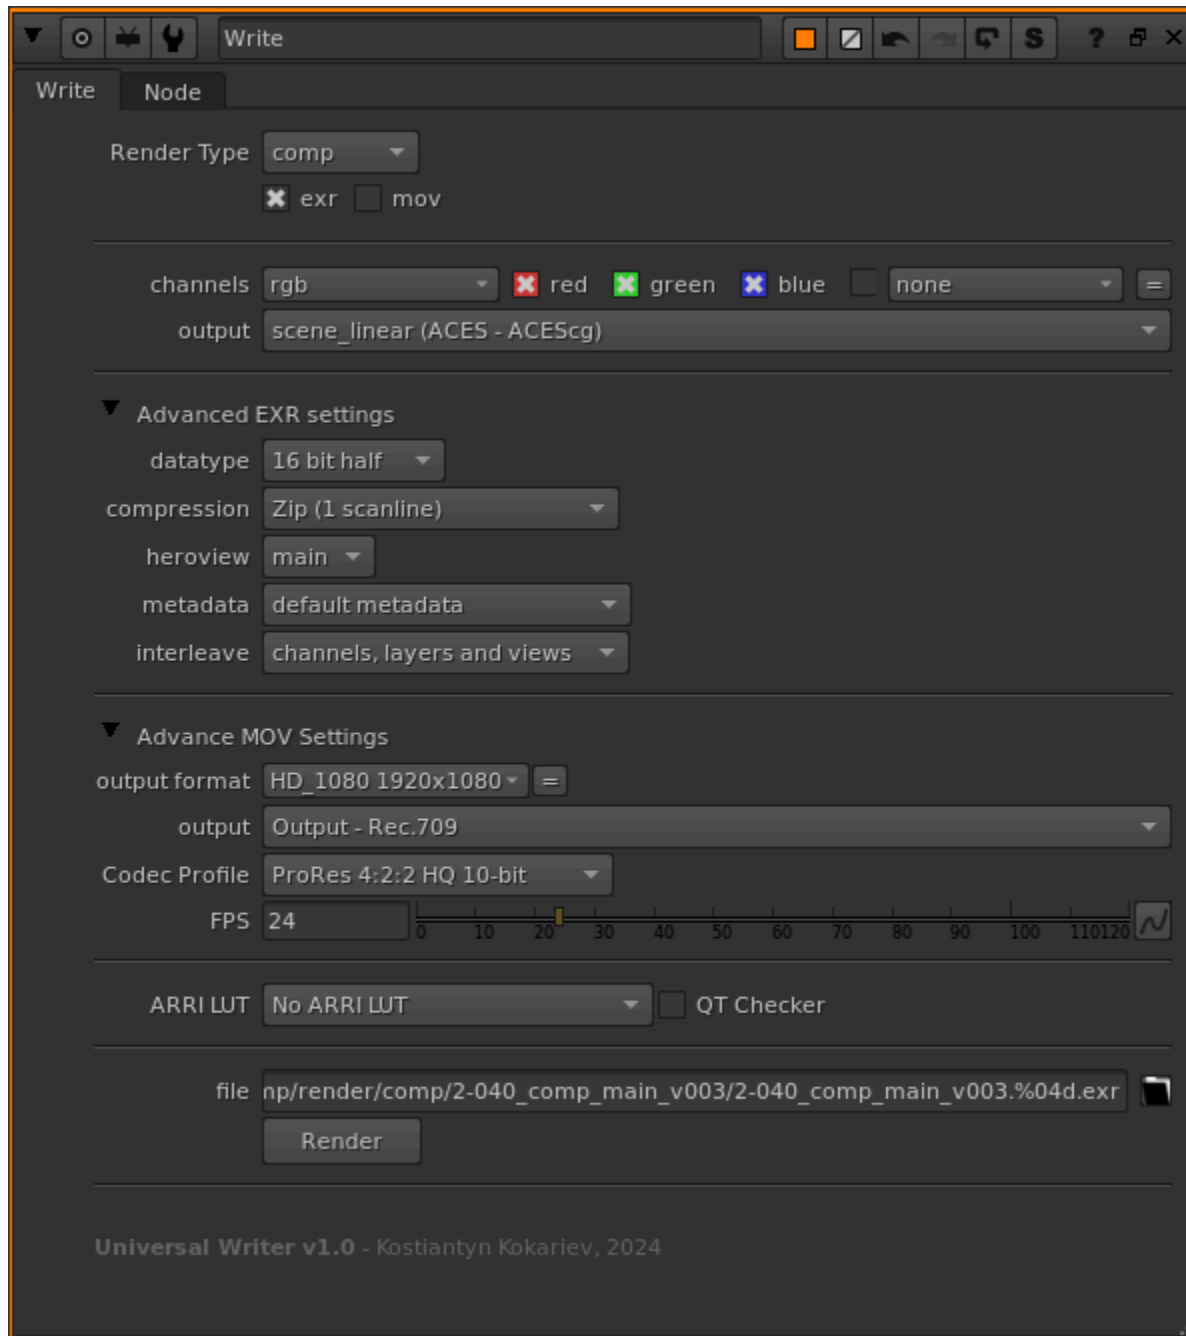 Write
S ?
Write Node
Render Type comp
exr mov
channels rgb red green blue none =
output scene_linear (ACES - ACEScg)
Advanced EXR settings
datatype 16 bit half
compression Zip (1 scanline)
heroview main
metadata default metadata
interleave channels, layers and views
Advance MOV Settings
output format HD_1080 1920x1080 =
output Output - Rec.709
Codec Profile ProRes 4:2:2 HQ 10-bit
FPS 24
0 10 20 30 40 50 60 70 80 90 100 110120
ARRI LUT No ARRI LUT QT Checker
file np/render/comp/2-040_comp_main_v003/2-040_comp_main_v003.%04d.exr
Render
Universal Writer v1.0 - Kostiantyn Kokariev, 2024